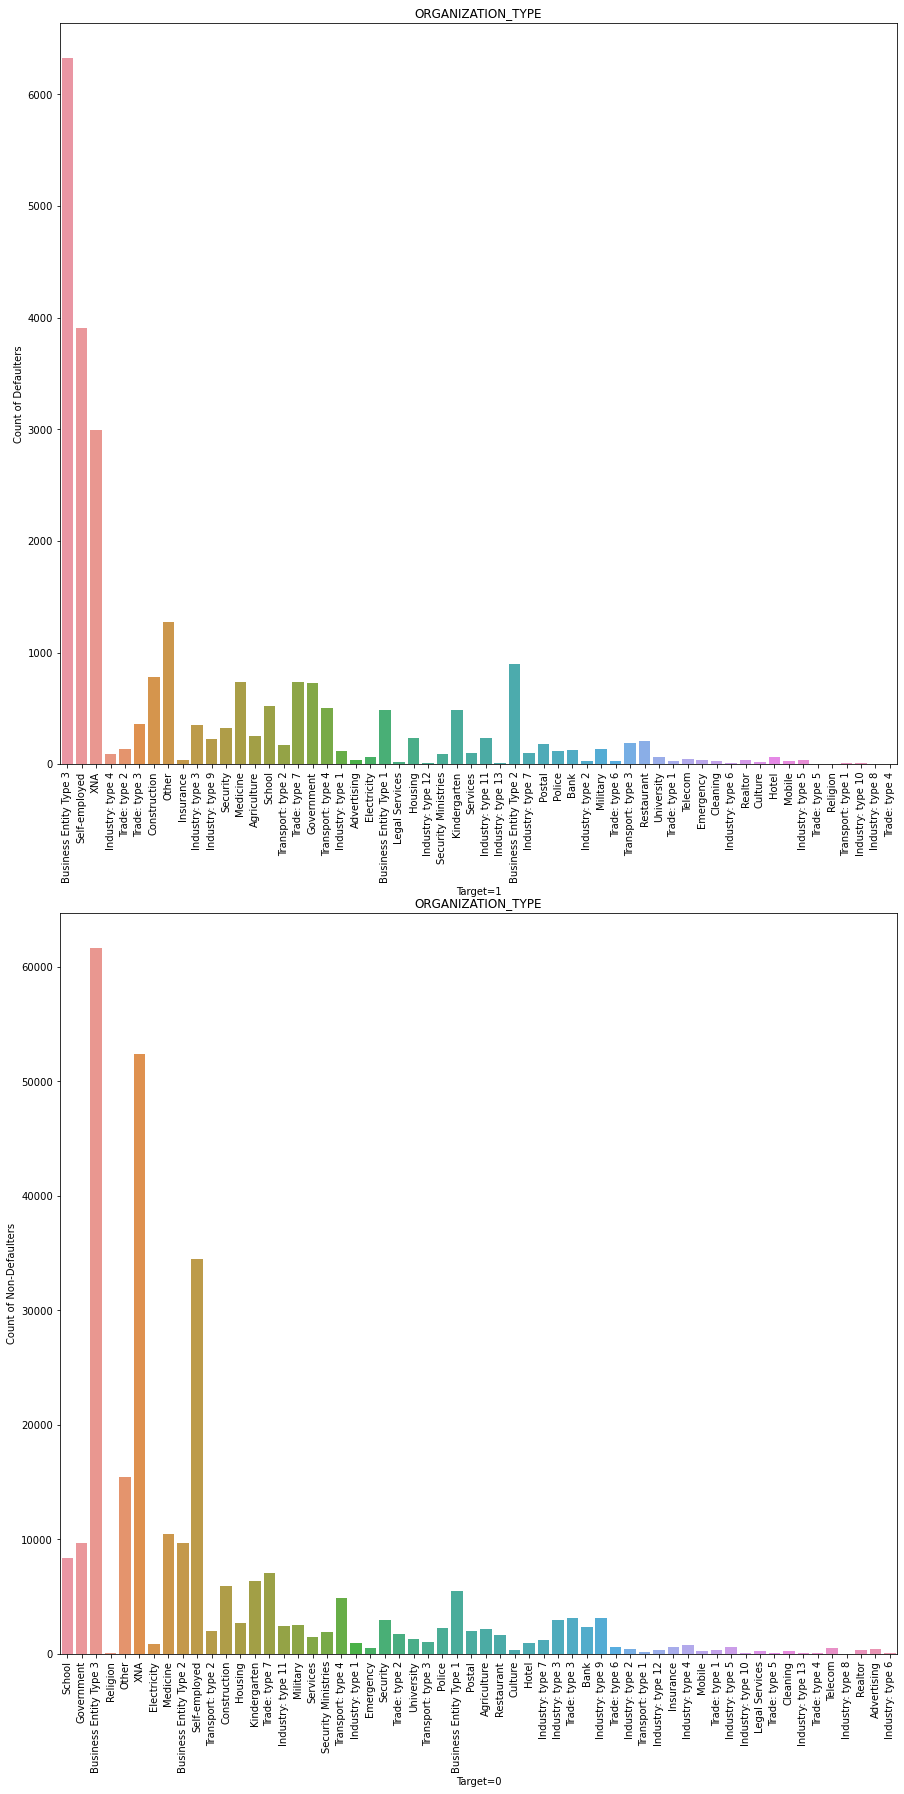 ORGANIZATION_TYPE
6000
5000
4000
3000
2000
1000
0
Count of Defaulters
Business Entity Type 3
Self-employed
XNA
Industry: type 4
Trade: type 2
Trade: type 3
Construction
Other
Insurance
Industry: type 3
Industry: type 9
Security
Medicine
Agriculture
School
Transport: type 2
Trade: type 7
Government
Transport: type 4
Industry: type 1
Advertising
Electricity
Business Entity Type 1
Legal Services
Housing
Industry: type 12
Security Ministries
Kindergarten
Services
Industry: type 11
Industry: type 13
Business Entity Type 2
Industry: type 7
Postal
Police
Bank
Industry: type 2
Military
Trade: type 6
Transport: type 3
Restaurant
University
Trade: type 1
Telecom
Emergency
Cleaning
Industry: type 6
Realtor
Culture
Hotel
Mobile
Industry: type 5
Trade: type 5
Religion
Transport: type 1
Industry: type 10
Industry: type 8
Trade: type 4
Target=1
ORGANIZATION_TYPE
60000
50000
40000
30000
20000
10000
0
Count of Non-Defaulters
School
Government
Business Entity Type 3
Religion
Other
XNA
Electricity
Medicine
Business Entity Type 2
Self-employed
Transport: type 2
Construction
Housing
Kindergarten
Trade: type 7
Industry: type 11
Military
Services
Security Ministries
Transport: type 4
Industry: type 1
Emergency
Security
Trade: type 2
University
Transport: type 3
Police
Business Entity Type 1
Postal
Agriculture
Restaurant
Culture
Hotel
Industry: type 7
Industry: type 3
Trade: type 3
Bank
Industry: type 9
Trade: type 6
Industry: type 2
Transport: type 1
Industry: type 12
Insurance
Industry: type 4
Mobile
Trade: type 1
Industry: type 5
Industry: type 10
Legal Services
Trade: type 5
Cleaning
Industry: type 13
Trade: type 4
Telecom
Industry: type 8
Realtor
Advertising
Industry: type 6
Target=0